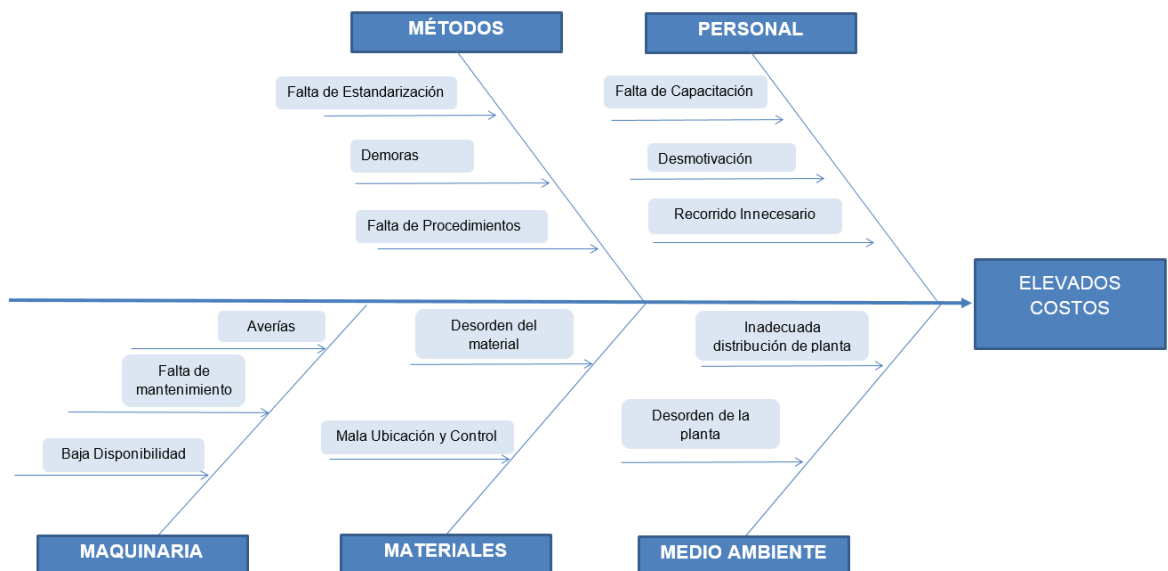 MÉTODOS
PERSONAL
Falta de Estandarización
Falta de Capacitación
Demoras
Desmotivación
Falta de Procedimientos
Recorrido Innecesario
ELEVADOS
COSTOS
Averías
Desorden del
material
Inadecuada
distribución de planta
Falta de
mantenimiento
Desorden de la
planta
Mala Ubicación y Control
Baja Disponibilidad
MAQUINARIA
MATERIALES
MEDIO AMBIENTE